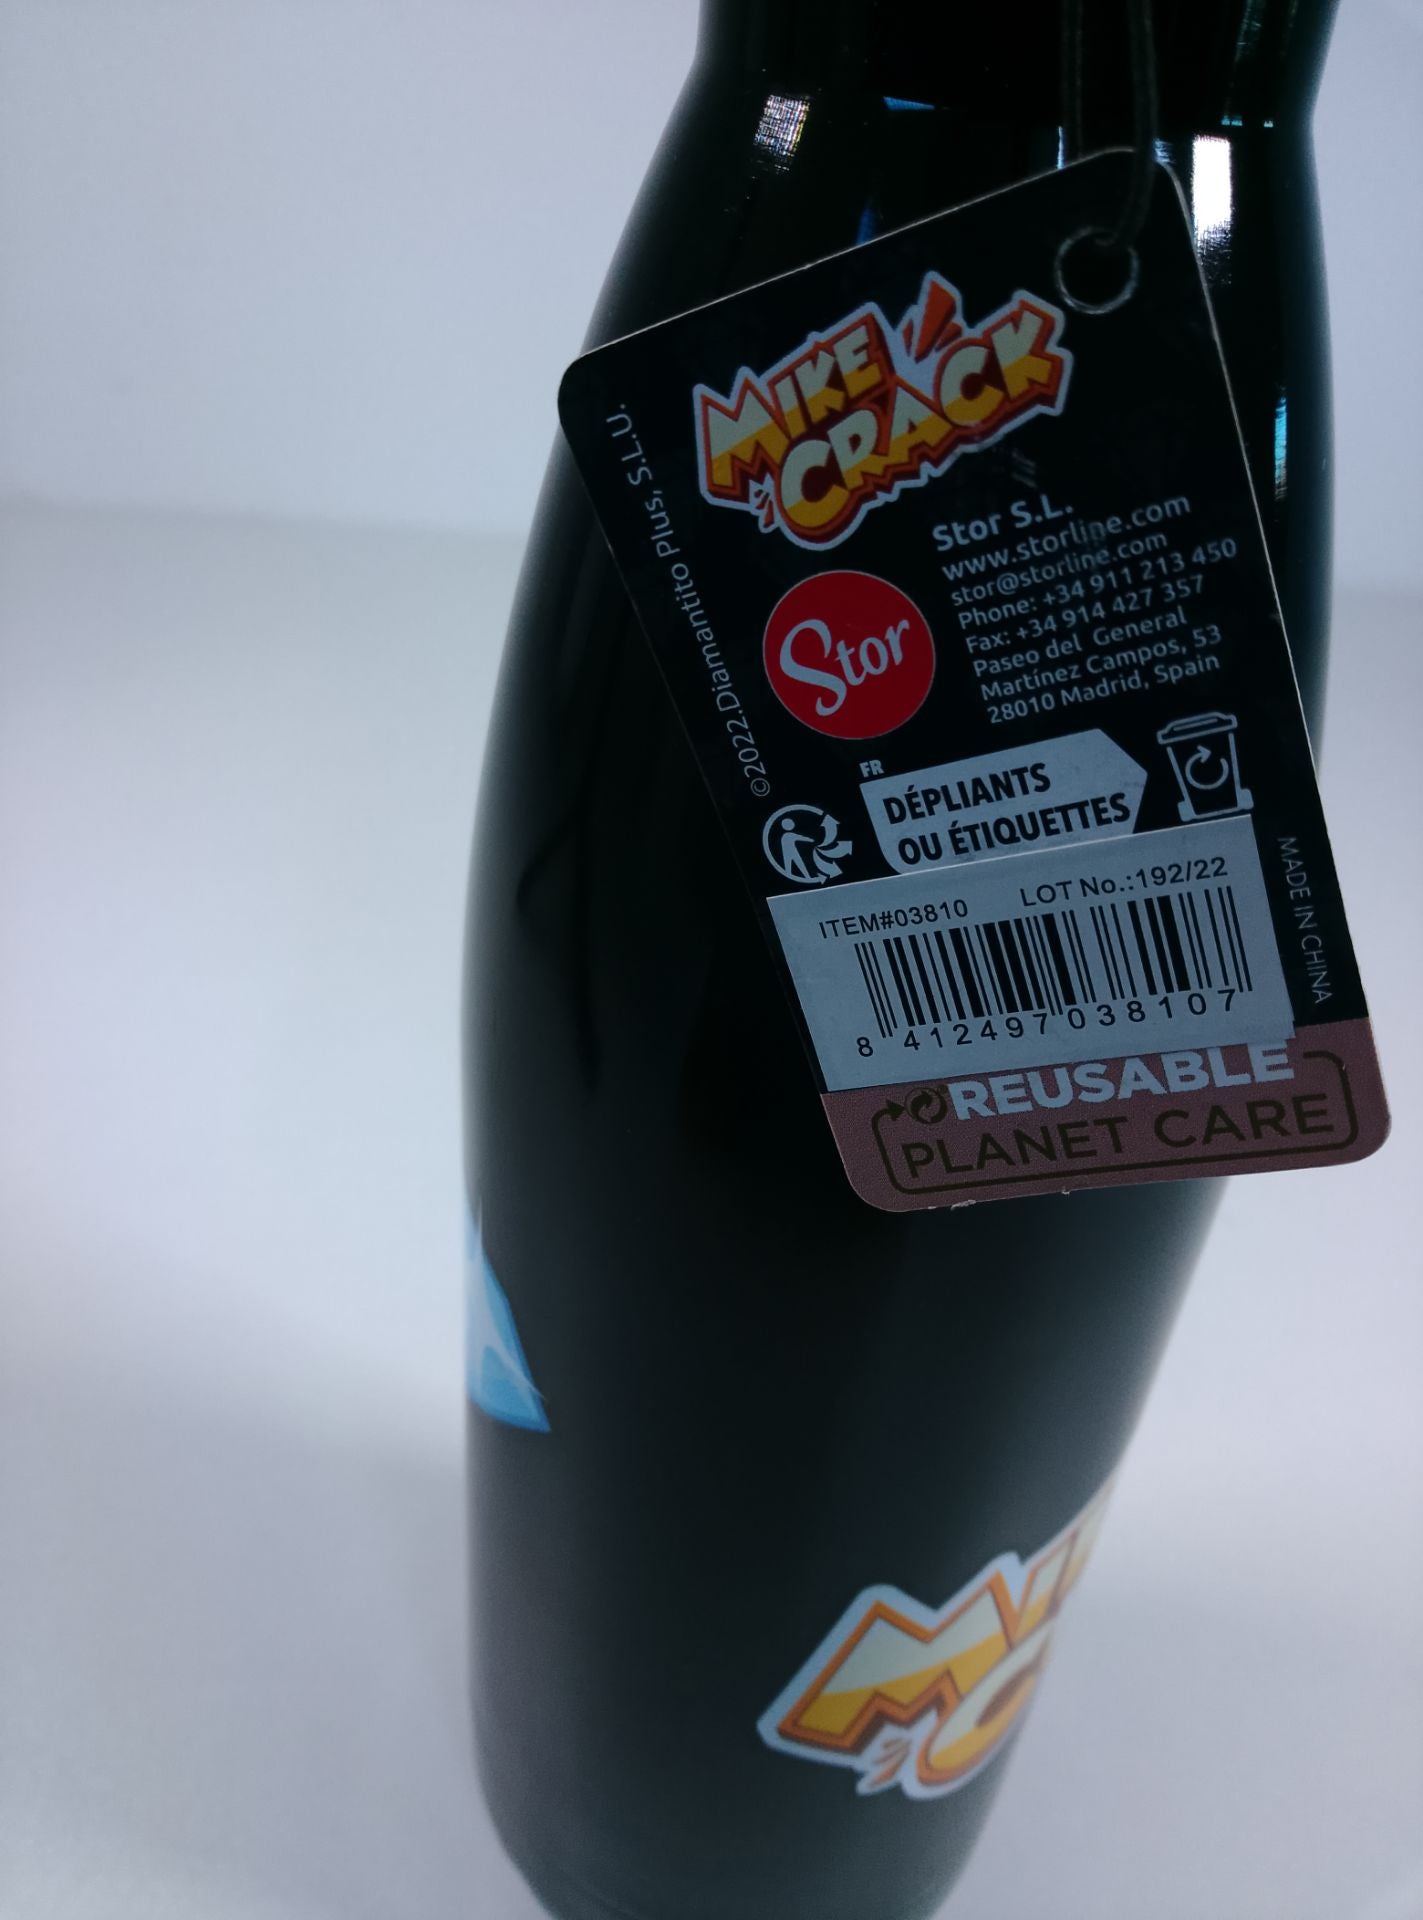 MIKE
CRACK
©2022.Diamantito Plus, S.L.U.
Stor S.L.
www.storline.com
stor@storline.com
Phone: +34 911 213 450
Fax: +34 914 427 357
Paseo del General
Martínez Campos, 53
28010 Madrid, Spain
Stor
FR
DÉPLIANTS
OU ÉTIQUETTES
MADE IN CHINA
ITEM#03810 LOT No.:192/22
8 412497 038107
REUSABLE
PLANET CARE
MI
C